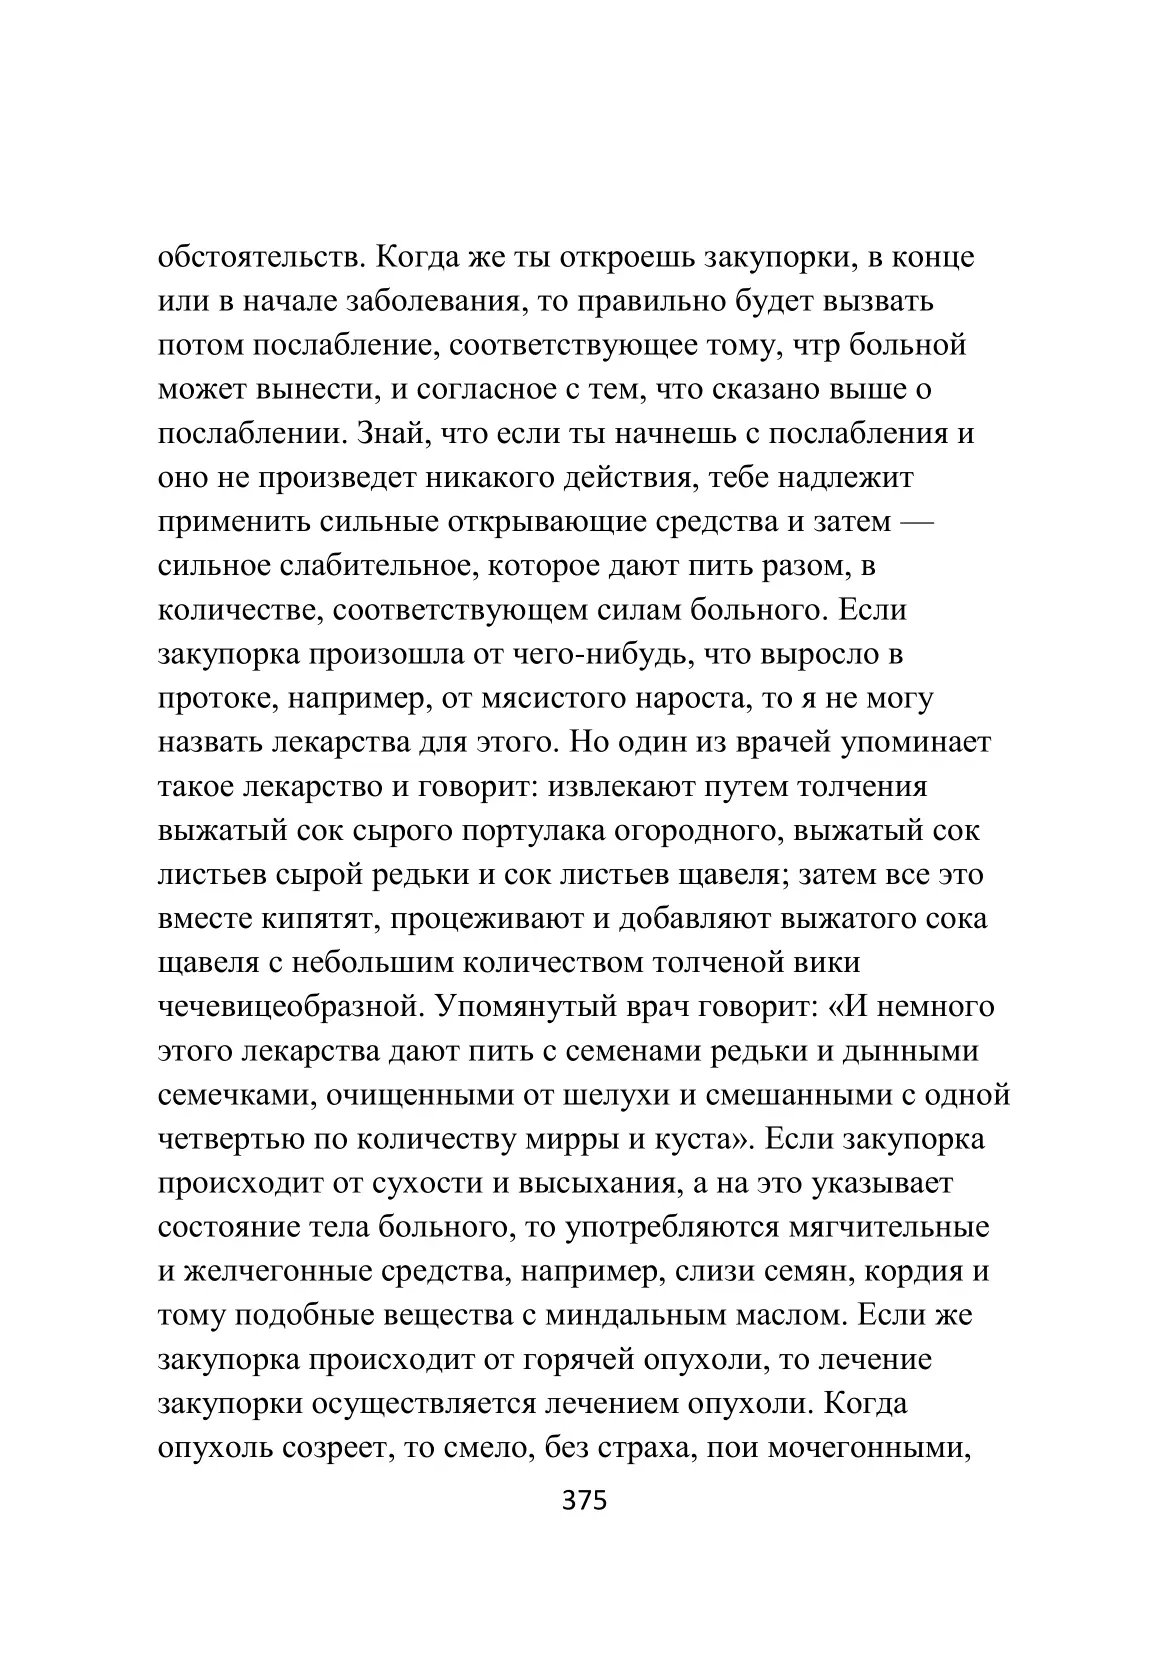 обстоятельств. Когда же ты откроешь закупорки, в конце
или в начале заболевания, то правильно будет вызвать
потом послабление, соответствующее тому, чтр больной
может вынести, и согласное с тем, что сказано выше о
послаблении. Знай, что если ты начнешь с послабления и
оно не произведет никакого действия, тебе надлежит
применить сильные открывающие средства и затем —
сильное слабительное, которое дают пить разом, в
количестве, соответствующем силам больного. Если
закупорка произошла от чего-нибудь, что выросло в
протоке, например, от мясистого нароста, то я не могу
назвать лекарства для этого. Но один из врачей упоминает
такое лекарство и говорит: извлекают путем толчения
выжатый сок сырого портулака огородного, выжатый сок
листьев сырой редьки и сок листьев щавеля; затем все это
вместе кипятят, процеживают и добавляют выжатого сока
щавеля с небольшим количеством толченой вики
чечевицеобразной. Упомянутый врач говорит: «И немного
этого лекарства дают пить с семенами редьки и дынными
семечками, очищенными от шелухи и смешанными с одной
четвертью по количеству мирры и куста». Если закупорка
происходит от сухости и высыхания, а на это указывает
состояние тела больного, то употребляются мягчительные
и желчегонные средства, например, слизи семян, кордия и
тому подобные вещества с миндальным маслом. Если же
закупорка происходит от горячей опухоли, то лечение
закупорки осуществляется лечением опухоли. Когда
опухоль созреет, то смело, без страха, пои мочегонными,
375